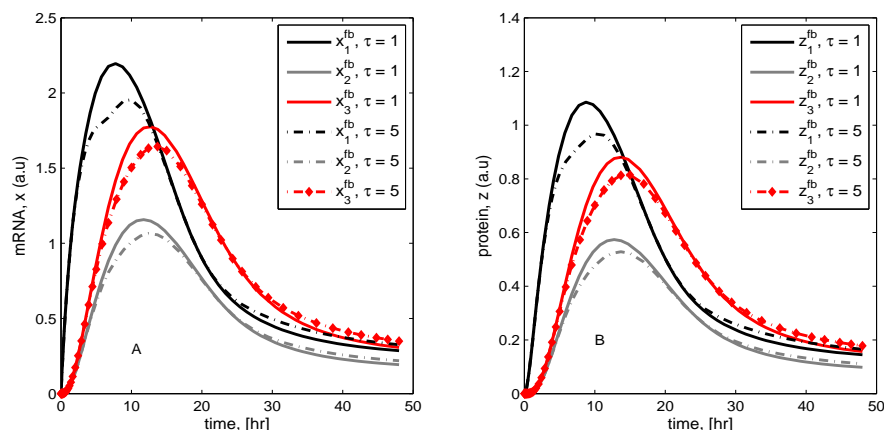 2.5
2
1.5
1
0.5
0
0 10 20 30 40 50
mRNA, x (a.u)
time, [hr]
A
x₁ᶠᵇ, τ = 1
x₂ᶠᵇ, τ = 1
x₃ᶠᵇ, τ = 1
x₁ᶠᵇ, τ = 5
x₂ᶠᵇ, τ = 5
x₃ᶠᵇ, τ = 5
1.4
1.2
1
0.8
0.6
0.4
0.2
0
0 10 20 30 40 50
protein, z (a.u)
time, [hr]
B
z₁ᶠᵇ, τ = 1
z₂ᶠᵇ, τ = 1
z₃ᶠᵇ, τ = 1
z₁ᶠᵇ, τ = 5
z₂ᶠᵇ, τ = 5
z₃ᶠᵇ, τ = 5